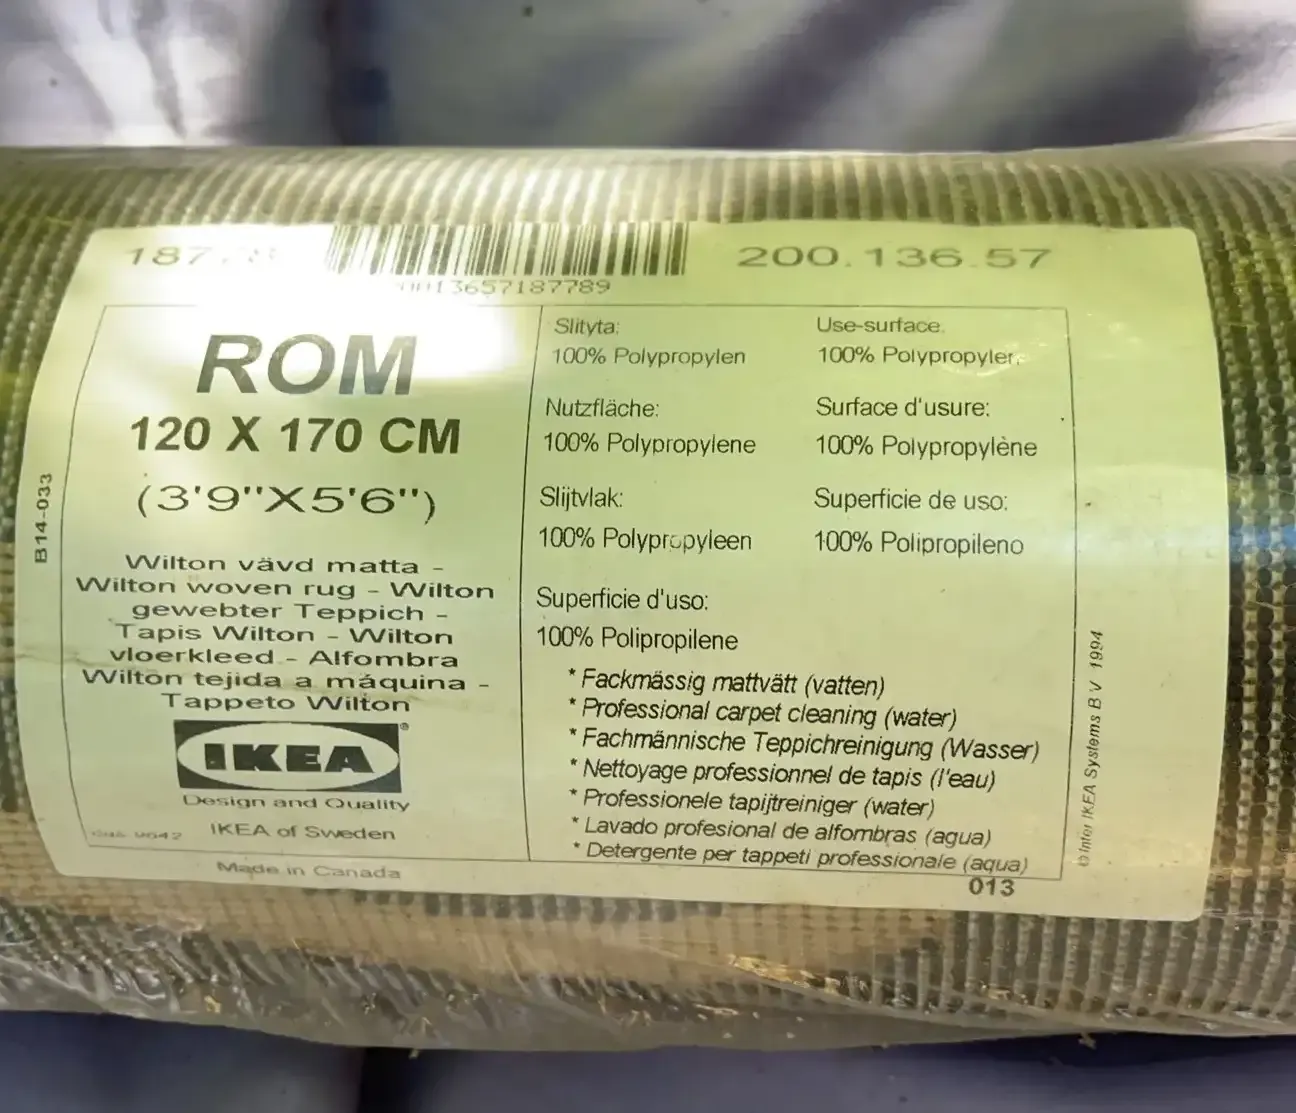 200.136.57
13657187789
ROM
120 X 170 CM
(3'9"X5'6")
Wilton vävd matta -
Wilton woven rug - Wilton
gewebter Teppich -
Tapis Wilton - Wilton
vloerkleed - Alfombra
Wilton tejida a máquina -
Tappeto Wilton
IKEA®
Design and Quality
IKEA of Sweden
Made in Canada
B14-033
Slityta:
100% Polypropylen
Use-surface:
100% Polypropylen
Nutzfläche:
100% Polypropylene
Surface d'usure:
100% Polypropylène
Slijtvlak:
100% Polypropyleen
Superficie de uso:
100% Polipropileno
Superficie d'uso:
100% Polipropilene
* Fackmässig mattvätt (vatten)
* Professional carpet cleaning (water)
* Fachmännische Teppichreinigung (Wasser)
* Nettoyage professionnel de tapis (l'eau)
* Professionele tapijtreiniger (water)
* Lavado profesional de alfombras (agua)
* Detergente per tappeti professionale (aqua)
013
© Inter IKEA Systems B V 1994